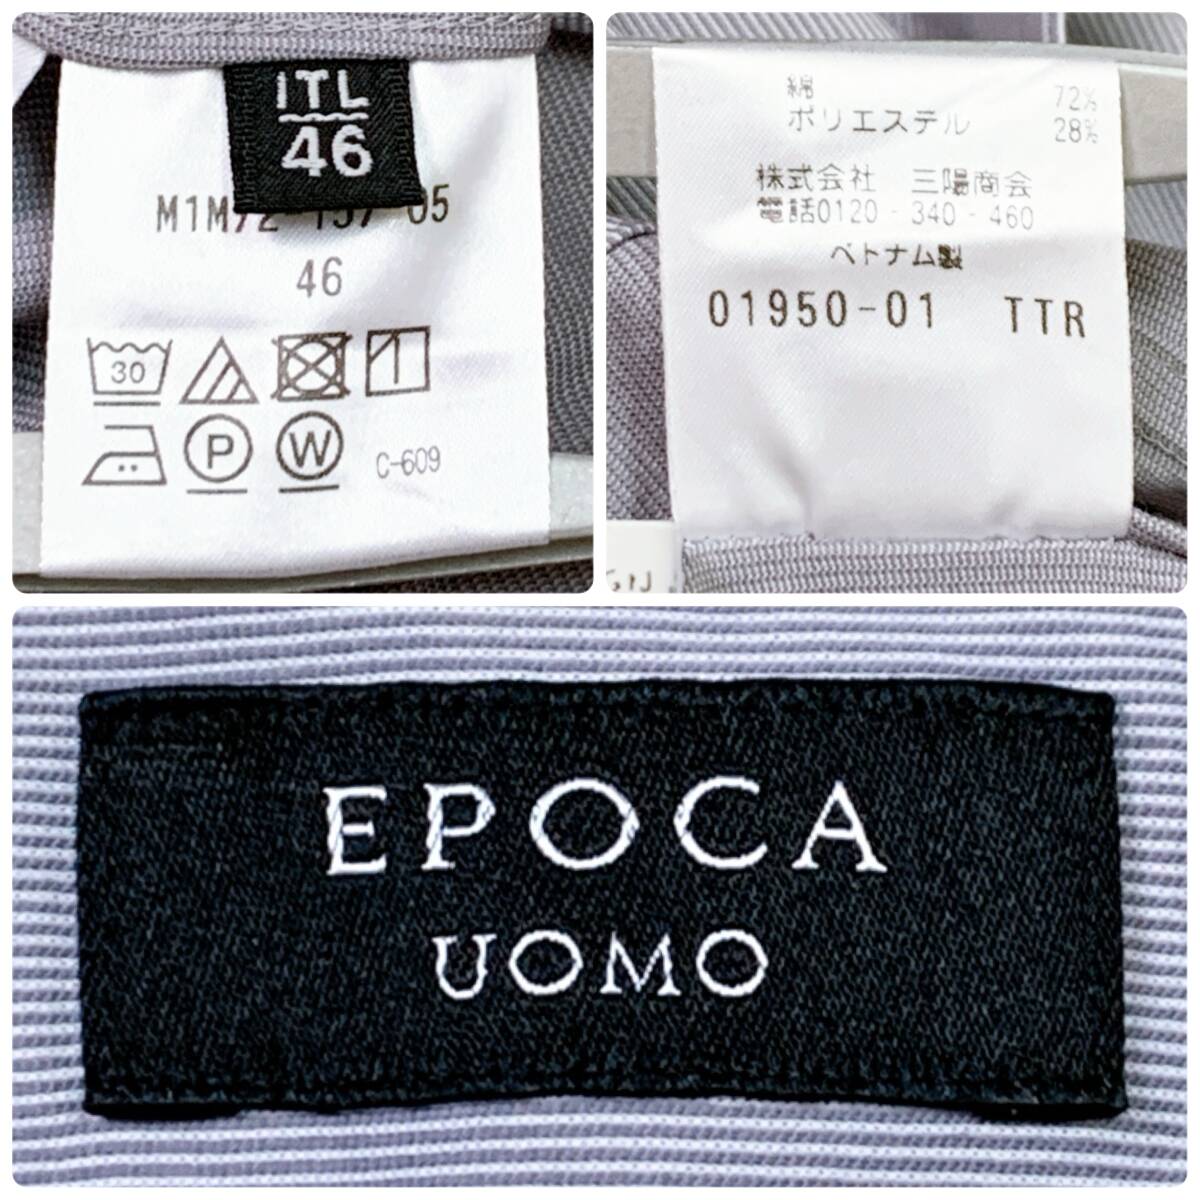 ITL
46
05
46
30
P W C-609
綿 72%
ポリエステル 28%
株式会社 三陽商会
電話0120-340-460
ベトナム製
01950-01 TTR
EPOCA
UOMO